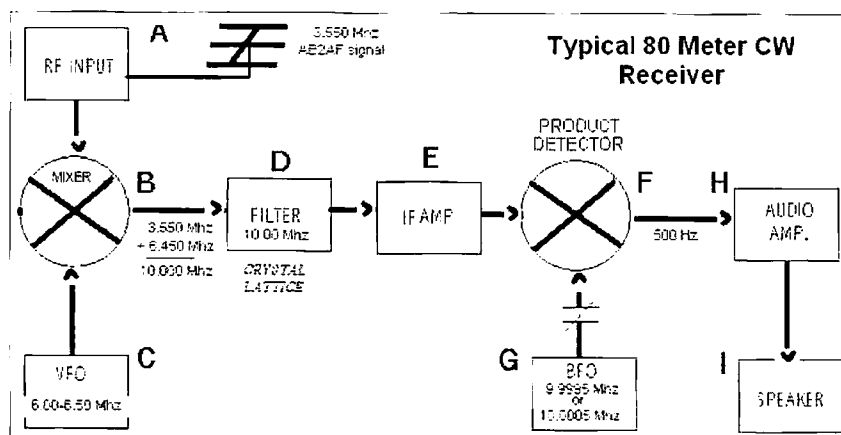 A
3.550 Mhz
AE2AF signal
Typical 80 Meter CW
Receiver
RF INPUT
PRODUCT
DETECTOR
MIXER
B
D
E
F
H
FILTER
10.00 Mhz
IF AMP
AUDIO
AMP.
3.550 Mhz
+ 6.450 Mhz
10.000 Mhz
500 Hz
CRYSTAL
LATTICE
C
VFO
6.00-6.50 Mhz
G
BFO
9.9995 Mhz
or
10.0005 Mhz
I
SPEAKER